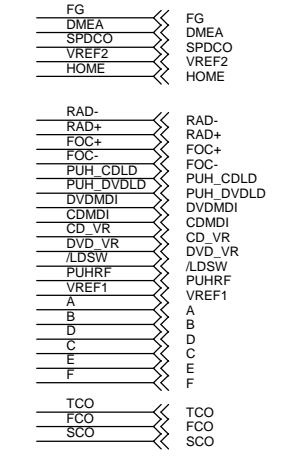 FG FG
DMEA DMEA
SPDCO SPDCO
VREF2 VREF2
HOME HOME
RAD- RAD-
RAD+ RAD+
FOC+ FOC+
FOC- FOC-
PUH_CDLD PUH_CDLD
PUH_DVDLD PUH_DVDLD
DVDMDI DVDMDI
CDMDI CDMDI
CD_VR CD_VR
DVD_VR DVD_VR
/LDSW /LDSW
PUHRF PUHRF
VREF1 VREF1
A A
B B
D D
C C
E E
F F
TCO TCO
FCO FCO
SCO SCO